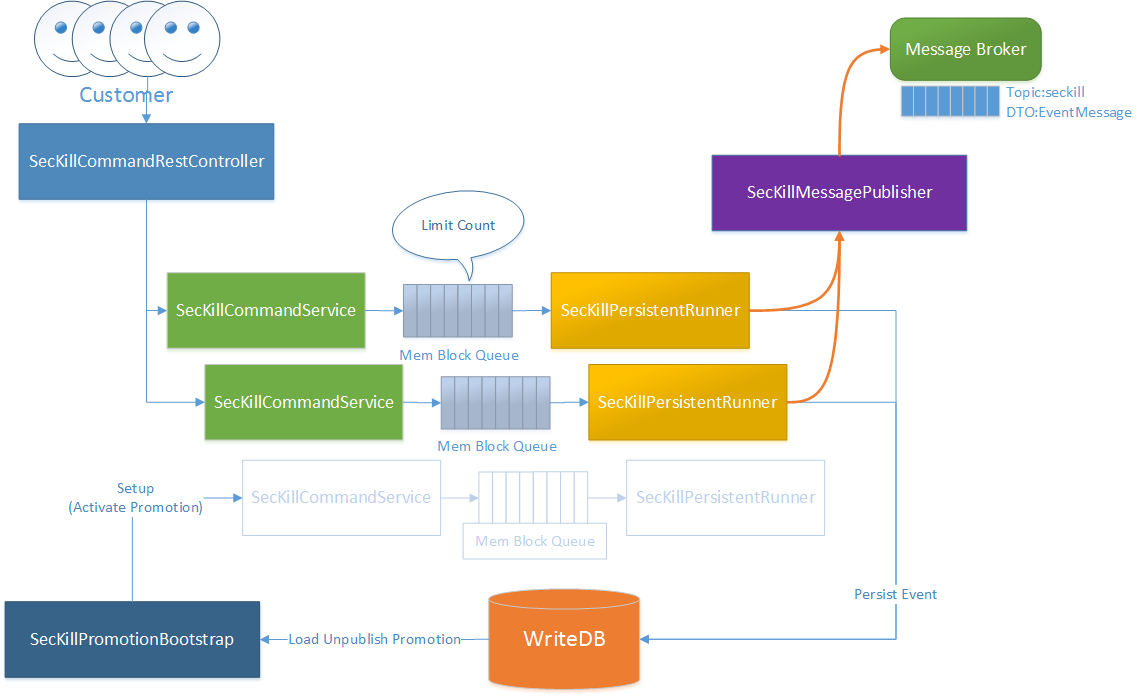 Customer
Message Broker
Topic:seckill
DTO:EventMessage
SecKillCommandRestController
SecKillMessagePublisher
Limit Count
SecKillCommandService
SecKillPersistentRunner
Mem Block Queue
SecKillCommandService
SecKillPersistentRunner
Mem Block Queue
Setup
(Activate Promotion)
SecKillCommandService
SecKillPersistentRunner
Mem Block Queue
Persist Event
SecKillPromotionBootstrap
Load Unpublish Promotion
WriteDB